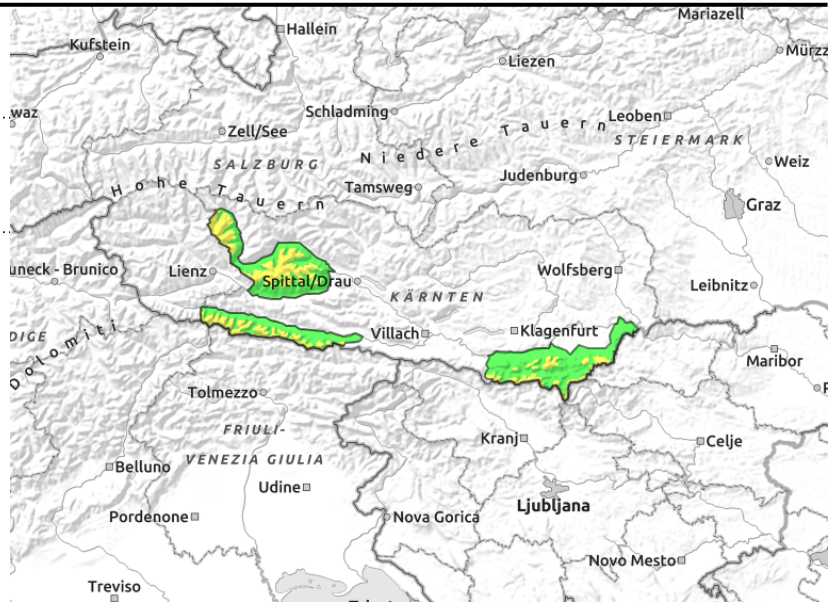 Mariazell
Hallein
Kufstein
Mürzz
Liezen
waz
Schladming
Leoben
Zell/See
Niedere Tauern
STEIERMARK
SALZBURG
Weiz
Hohe Tauern
Tamsweg
Judenburg
Graz
uneck - Brunico
Lienz
Spittal/Drau
Wolfsberg
Leibnitz
KÄRNTEN
DIGE
Dolomiti
Villach
Klagenfurt
Maribor
Tolmezzo
FRIULI-
VENEZIA GIULIA
Kranj
Celje
Belluno
Udine
Ljubljana
Pordenone
Nova Gorica
Novo Mesto
Treviso